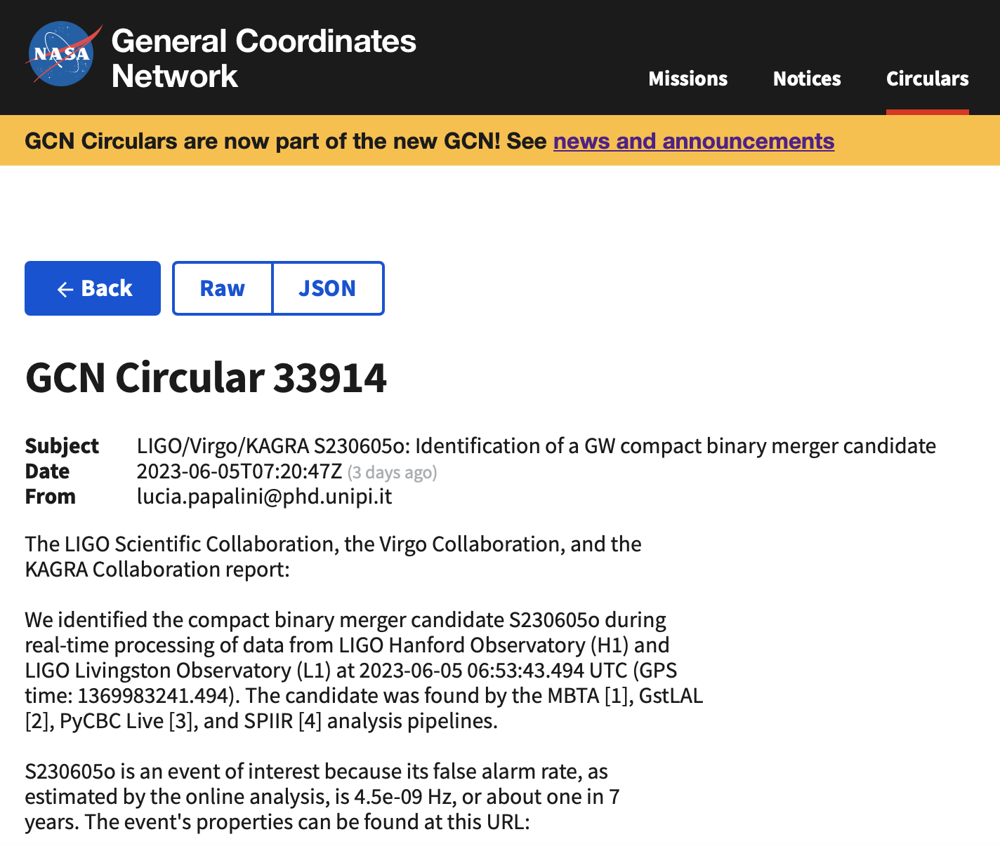 NASA
General Coordinates
Network
Missions
Notices
Circulars
GCN Circulars are now part of the new GCN! See news and announcements
← Back
Raw
JSON
GCN Circular 33914
Subject LIGO/Virgo/KAGRA S230605o: Identification of a GW compact binary merger candidate
Date 2023-06-05T07:20:47Z (3 days ago)
From lucia.papalini@phd.unipi.it
The LIGO Scientific Collaboration, the Virgo Collaboration, and the
KAGRA Collaboration report:
We identified the compact binary merger candidate S230605o during
real-time processing of data from LIGO Hanford Observatory (H1) and
LIGO Livingston Observatory (L1) at 2023-06-05 06:53:43.494 UTC (GPS
time: 1369983241.494). The candidate was found by the MBTA [1], GstLAL
[2], PyCBC Live [3], and SPIIR [4] analysis pipelines.
S230605o is an event of interest because its false alarm rate, as
estimated by the online analysis, is 4.5e-09 Hz, or about one in 7
years. The event's properties can be found at this URL: